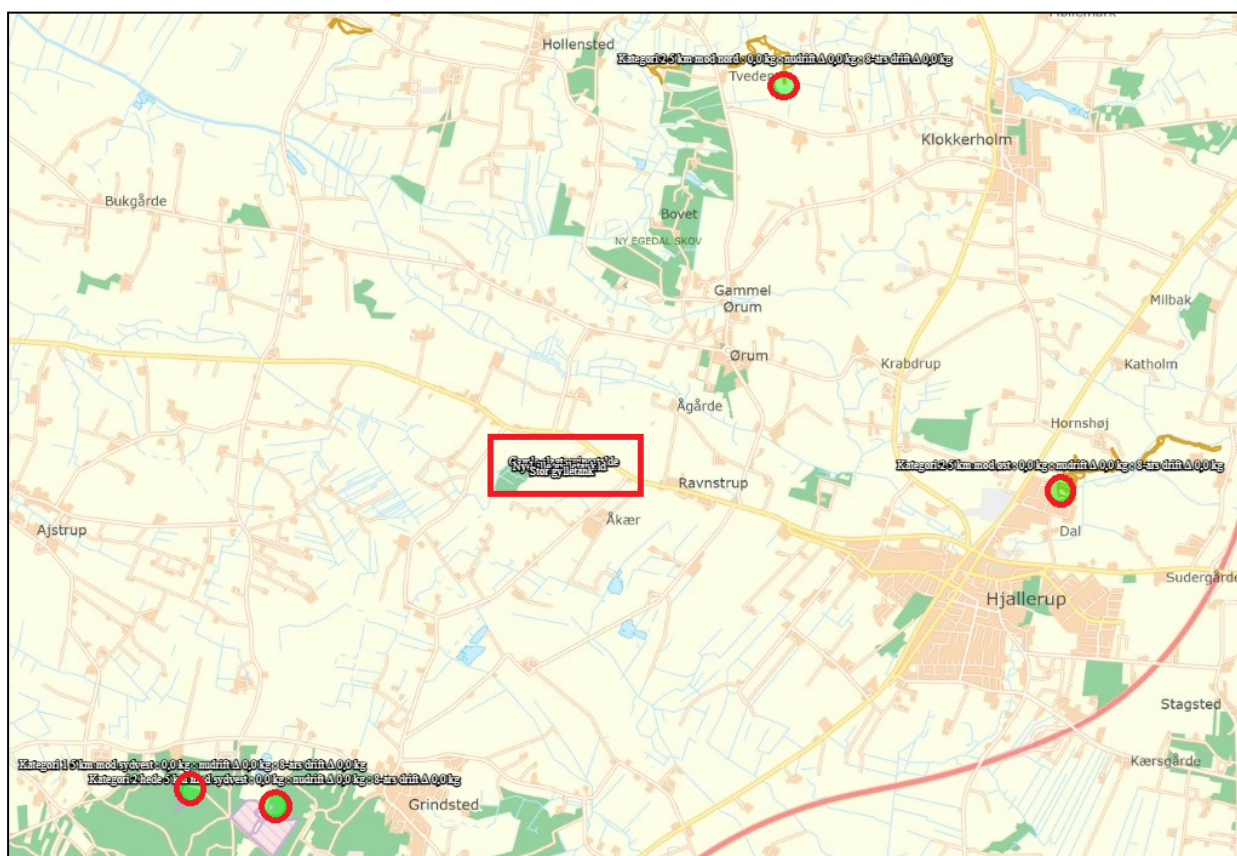 Hollensted
Kategori 2 5 km mod nord : 0,0 kg : nudrift Δ 0,0 kg : 8-års drift Δ 0,0 kg
Klokkerholm
Bukgårde
Bovet
NY EGEDAL SKOV
Gammel
Ørum
Milbak
Ørum
Krabdrup
Katholm
Ågårde
Hornshøj
Kategori 2 5 km mod øst : 0,0 kg : nudrift Δ 0,0 kg : 8-års drift Δ 0,0 kg
Stor gylletank
Ravnstrup
Åkær
Ajstrup
Dal
Sudergårde
Hjallerup
Stagsted
Kærsgårde
Kategori 1 5 km mod sydvest : 0,0 kg : nudrift Δ 0,0 kg : 8-års drift Δ 0,0 kg
Kategori 2 hede 5 km mod sydvest : 0,0 kg : nudrift Δ 0,0 kg : 8-års drift Δ 0,0 kg
Grindsted